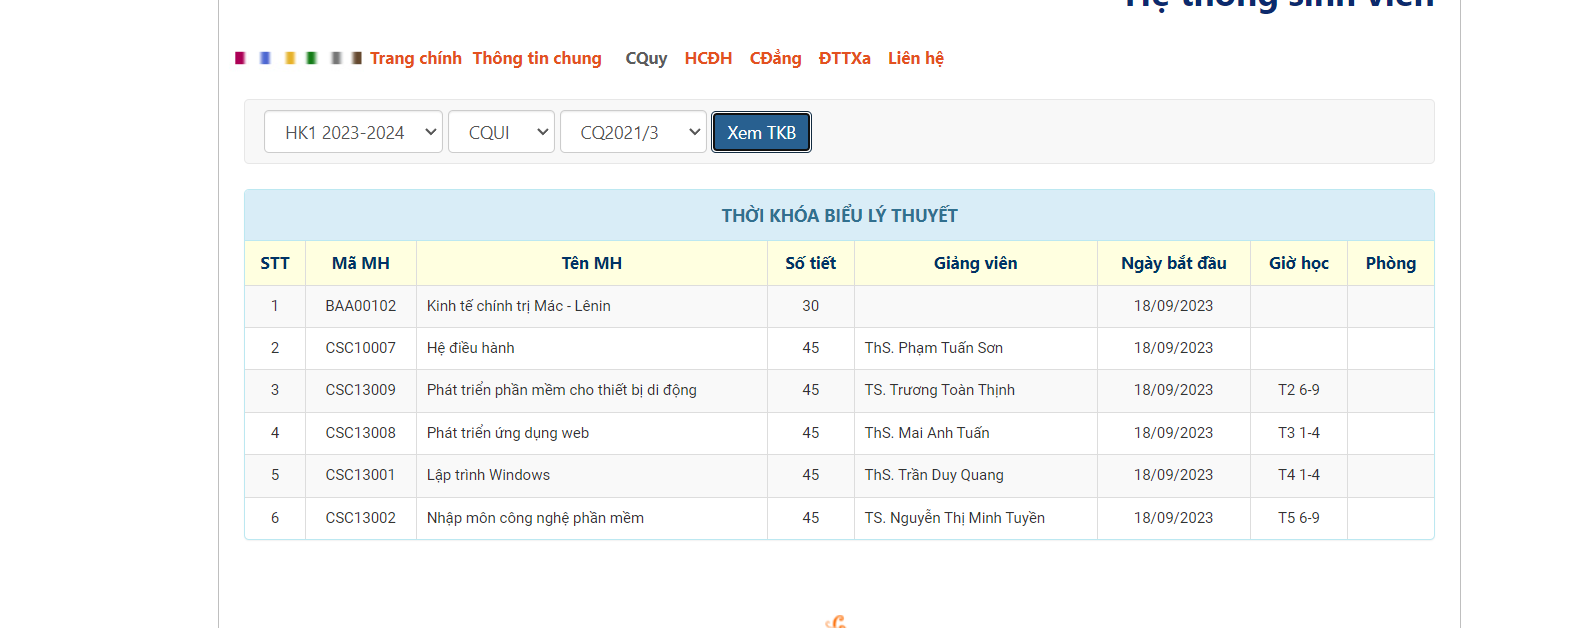 Hệ thống sinh viên
Trang chính Thông tin chung CQuy HCĐH CĐẳng ĐTTXa Liên hệ
HK1 2023-2024 CQUI CQ2021/3 Xem TKB
THỜI KHÓA BIỂU LÝ THUYẾT
STT Mã MH Tên MH Số tiết Giảng viên Ngày bắt đầu Giờ học Phòng
1 BAA00102 Kinh tế chính trị Mác - Lênin 30 18/09/2023
2 CSC10007 Hệ điều hành 45 ThS. Phạm Tuấn Sơn 18/09/2023
3 CSC13009 Phát triển phần mềm cho thiết bị di động 45 TS. Trương Toàn Thịnh 18/09/2023 T2 6-9
4 CSC13008 Phát triển ứng dụng web 45 ThS. Mai Anh Tuấn 18/09/2023 T3 1-4
5 CSC13001 Lập trình Windows 45 ThS. Trần Duy Quang 18/09/2023 T4 1-4
6 CSC13002 Nhập môn công nghệ phần mềm 45 TS. Nguyễn Thị Minh Tuyền 18/09/2023 T5 6-9